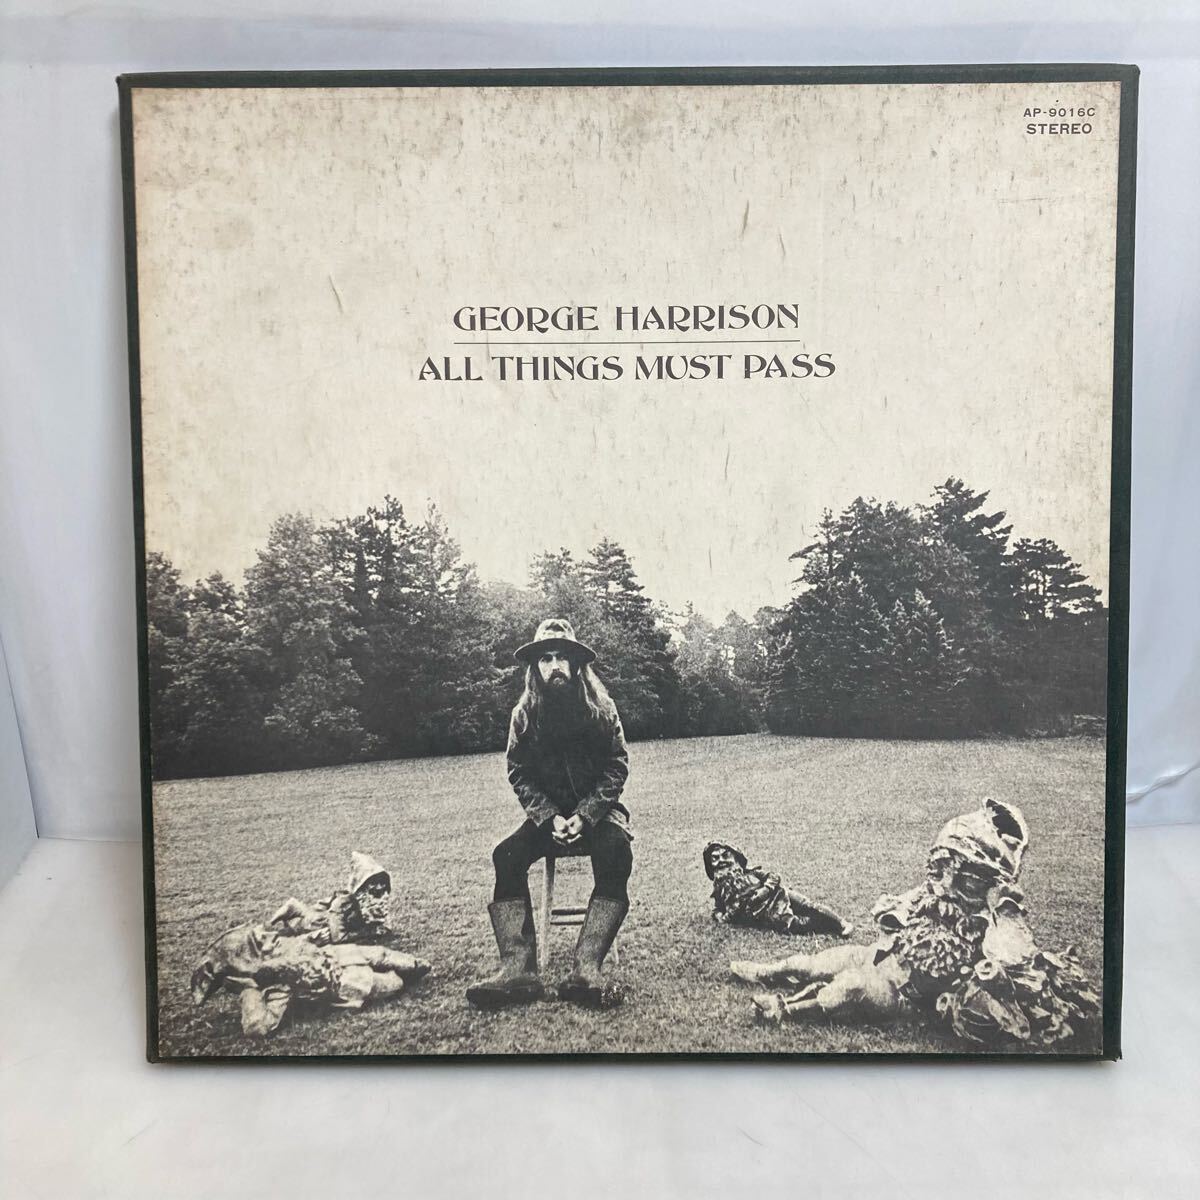 AP-9016C
STEREO
GEORGE HARRISON
ALL THINGS MUST PASS